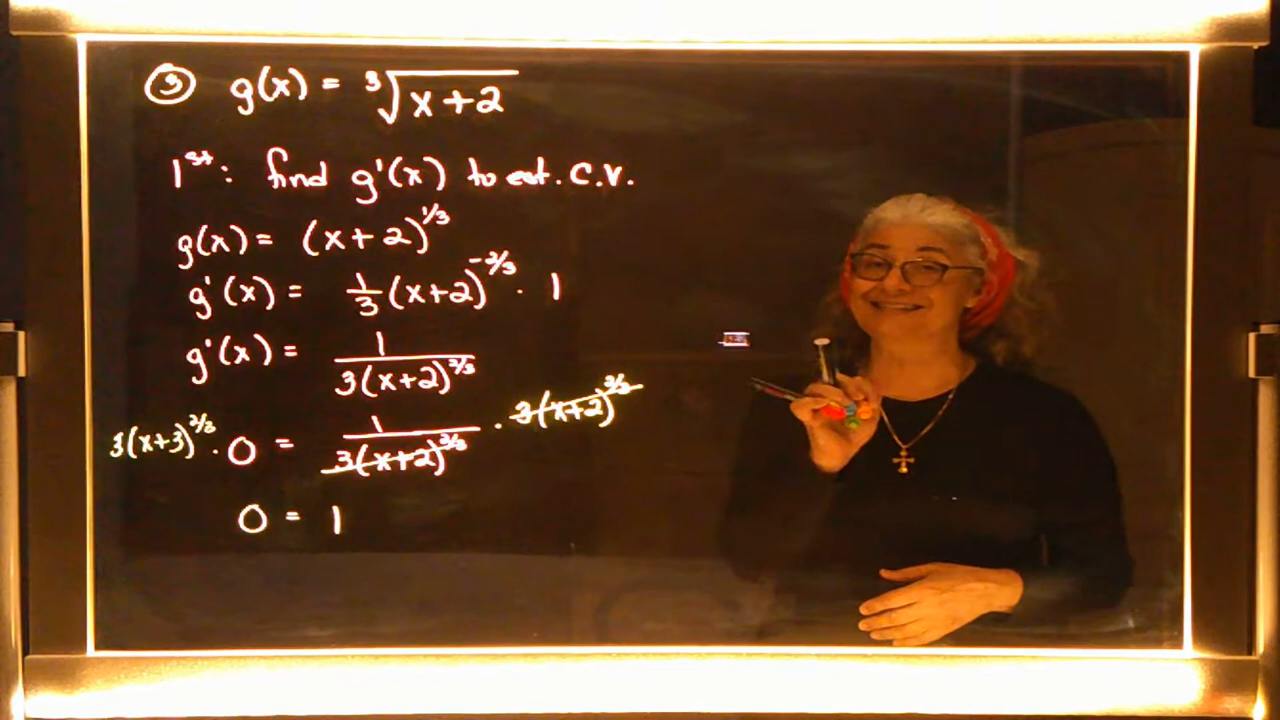 ③ g(x) = ∛(x+2)
1st: find g'(x) to est. C.V.
g(x) = (x+2)^1/3
g'(x) = 1/3 (x+2)^-2/3 · 1
g'(x) = 1/3(x+2)^2/3
3(x+3)^2/3 · 0 = 1/3(x+2)^2/3 · 3(x+2)^2/3
0 = 1